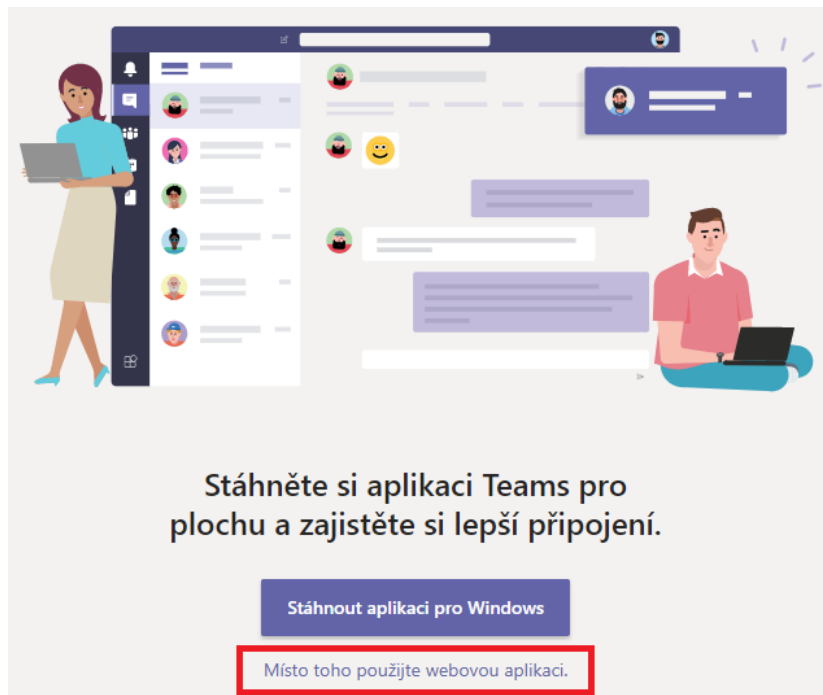 Stáhněte si aplikaci Teams pro
plochu a zajistěte si lepší připojení.
Stáhnout aplikaci pro Windows
Místo toho použijte webovou aplikaci.